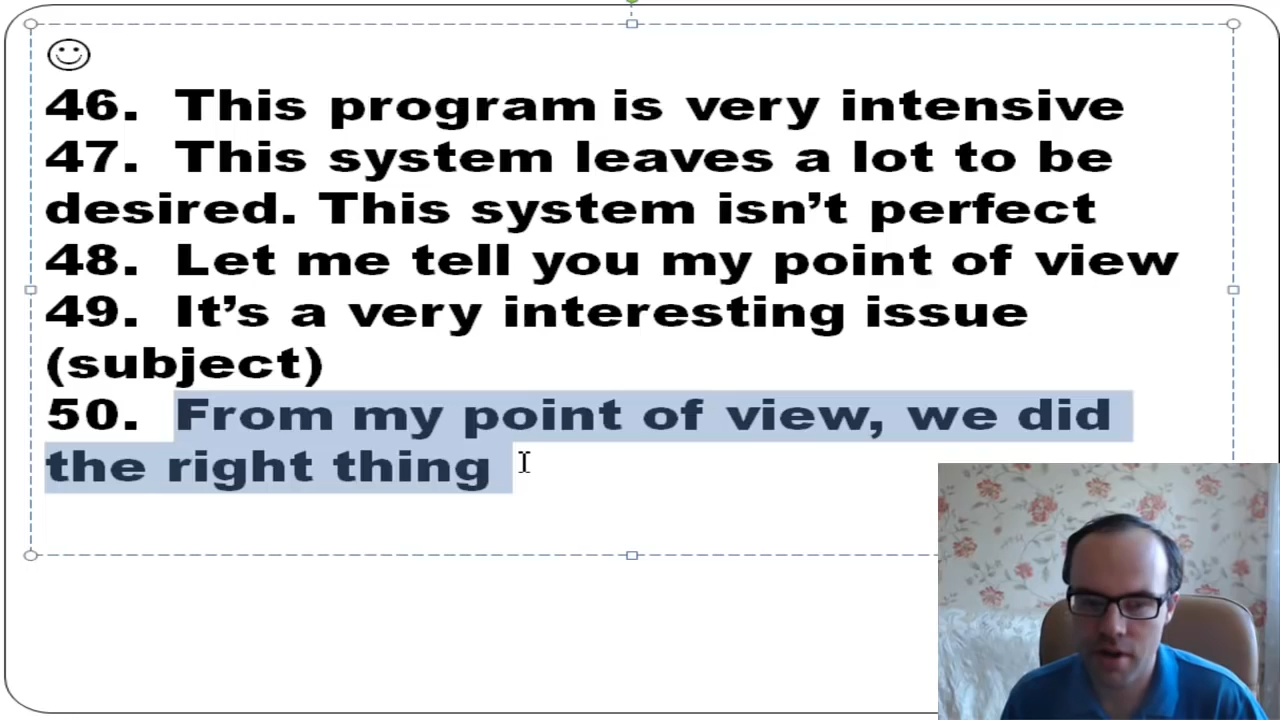 46. This program is very intensive
47. This system leaves a lot to be
desired. This system isn’t perfect
48. Let me tell you my point of view
49. It’s a very interesting issue
(subject)
50. From my point of view, we did
the right thing